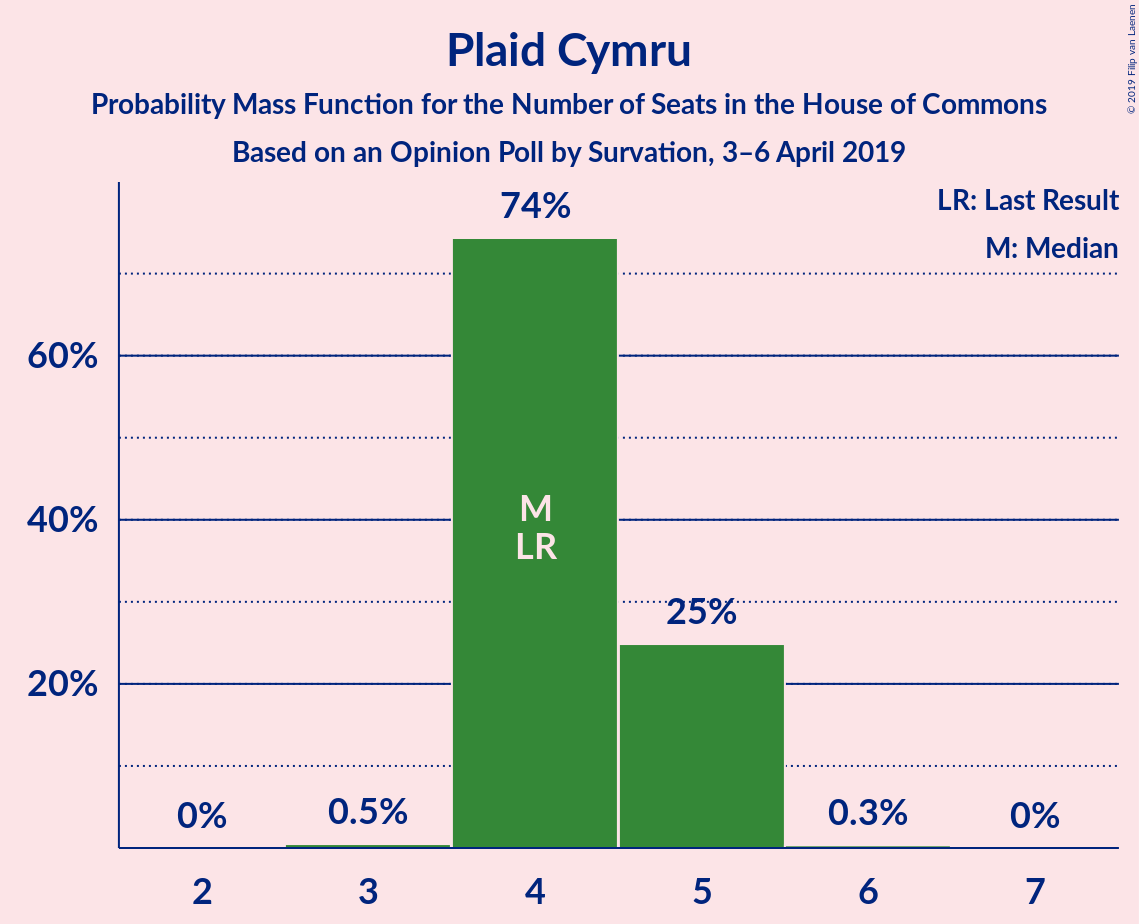 Plaid Cymru
Probability Mass Function for the Number of Seats in the House of Commons
Based on an Opinion Poll by Survation, 3–6 April 2019
© 2019 Filip van Laenen
LR: Last Result
M: Median
60%
40%
20%
0%
0.5%
74%
M
LR
25%
0.3%
0%
2
3
4
5
6
7